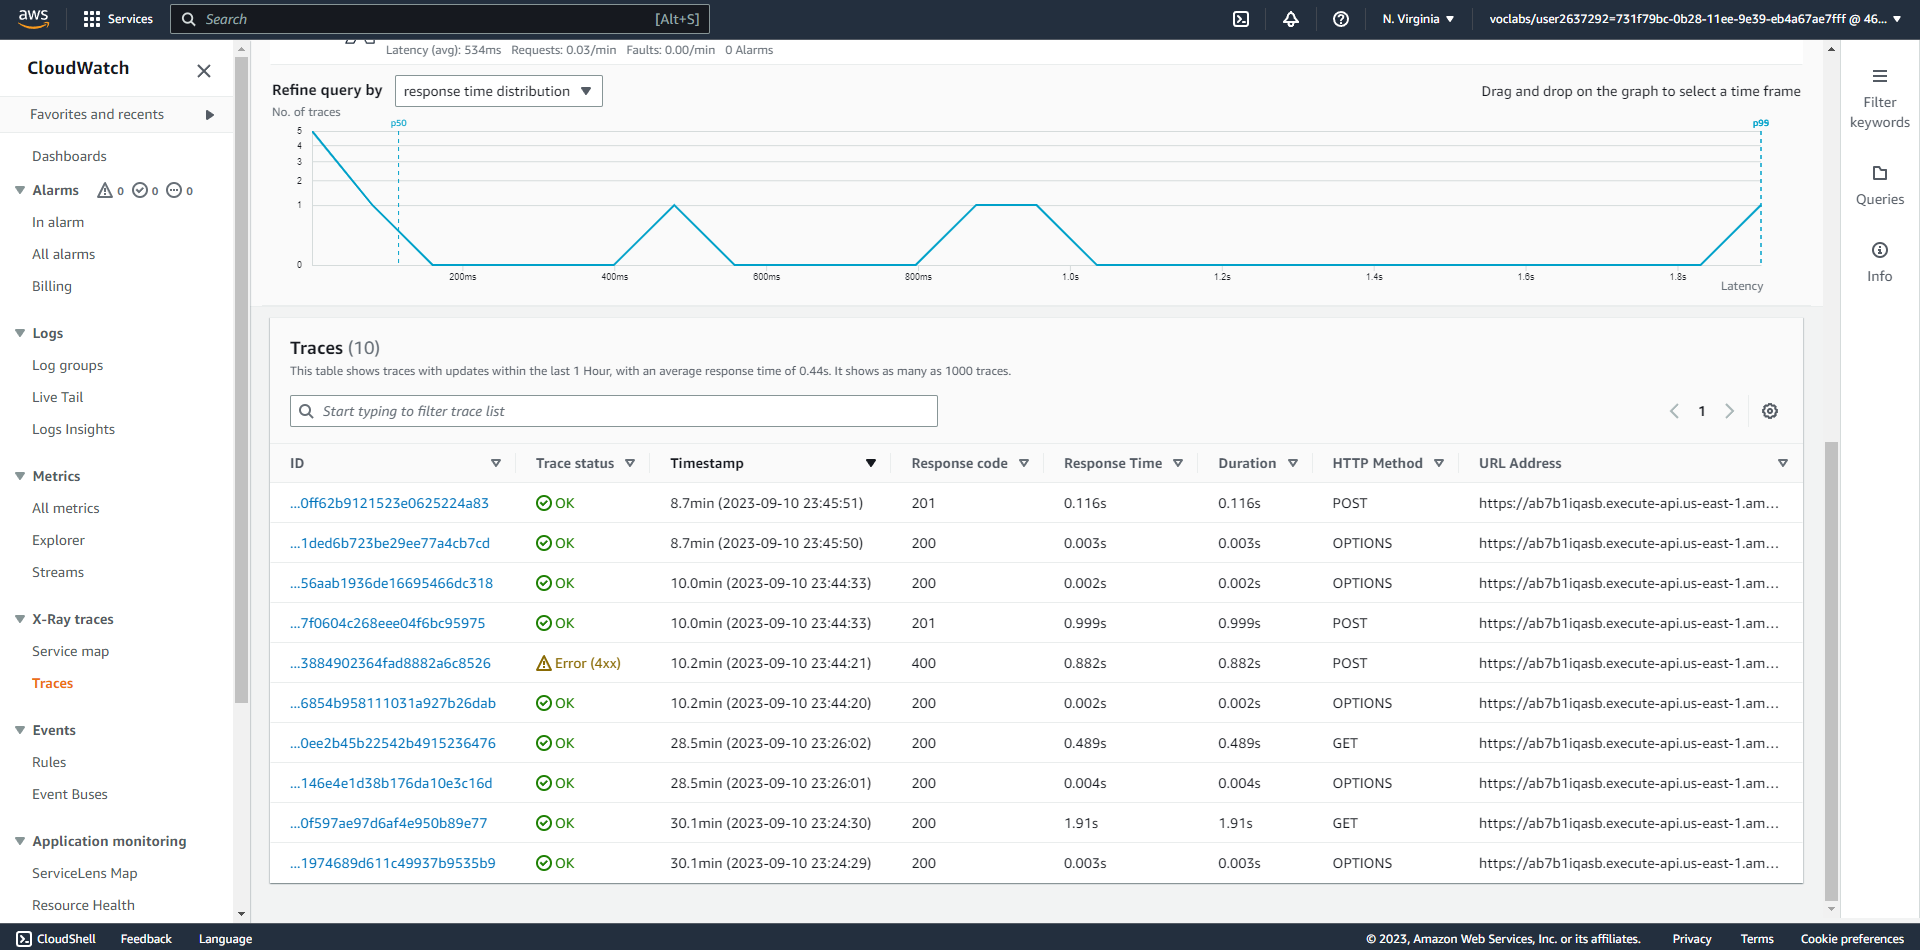 aws
Services
Search
[Alt+S]
N. Virginia
voclabs/user2637292=731f79bc-0b28-11ee-9e39-eb4a67ae7fff @ 46...
CloudWatch
Favorites and recents
Dashboards
Alarms 0 0 0
In alarm
All alarms
Billing
Logs
Log groups
Live Tail
Logs Insights
Metrics
All metrics
Explorer
Streams
X-Ray traces
Service map
Traces
Events
Rules
Event Buses
Application monitoring
ServiceLens Map
Resource Health
Latency (avg): 534ms Requests: 0.03/min Faults: 0.00/min 0 Alarms
Refine query by response time distribution
Drag and drop on the graph to select a time frame
No. of traces
p50
p99
5
4
3
2
1
0
200ms 400ms 600ms 800ms 1.0s 1.2s 1.4s 1.6s 1.8s
Latency
Traces (10)
This table shows traces with updates within the last 1 Hour, with an average response time of 0.44s. It shows as many as 1000 traces.
Start typing to filter trace list
1
ID Trace status Timestamp Response code Response Time Duration HTTP Method URL Address
...0ff62b9121523e0625224a83 OK 8.7min (2023-09-10 23:45:51) 201 0.116s 0.116s POST https://ab7b1iqasb.execute-api.us-east-1.am...
...1ded6b723be29ee77a4cb7cd OK 8.7min (2023-09-10 23:45:50) 200 0.003s 0.003s OPTIONS https://ab7b1iqasb.execute-api.us-east-1.am...
...56aab1936de16695466dc318 OK 10.0min (2023-09-10 23:44:33) 200 0.002s 0.002s OPTIONS https://ab7b1iqasb.execute-api.us-east-1.am...
...7f0604c268eee04f6bc95975 OK 10.0min (2023-09-10 23:44:33) 201 0.999s 0.999s POST https://ab7b1iqasb.execute-api.us-east-1.am...
...3884902364fad8882a6c8526 Error (4xx) 10.2min (2023-09-10 23:44:21) 400 0.882s 0.882s POST https://ab7b1iqasb.execute-api.us-east-1.am...
...6854b958111031a927b26dab OK 10.2min (2023-09-10 23:44:20) 200 0.002s 0.002s OPTIONS https://ab7b1iqasb.execute-api.us-east-1.am...
...0ee2b45b22542b4915236476 OK 28.5min (2023-09-10 23:26:02) 200 0.489s 0.489s GET https://ab7b1iqasb.execute-api.us-east-1.am...
...146e4e1d38b176da10e3c16d OK 28.5min (2023-09-10 23:26:01) 200 0.004s 0.004s OPTIONS https://ab7b1iqasb.execute-api.us-east-1.am...
...0f597ae97d6af4e950b89e77 OK 30.1min (2023-09-10 23:24:30) 200 1.91s 1.91s GET https://ab7b1iqasb.execute-api.us-east-1.am...
...1974689d611c49937b9535b9 OK 30.1min (2023-09-10 23:24:29) 200 0.003s 0.003s OPTIONS https://ab7b1iqasb.execute-api.us-east-1.am...
Filter
keywords
Queries
Info
CloudShell Feedback Language
© 2023, Amazon Web Services, Inc. or its affiliates. Privacy Terms Cookie preferences